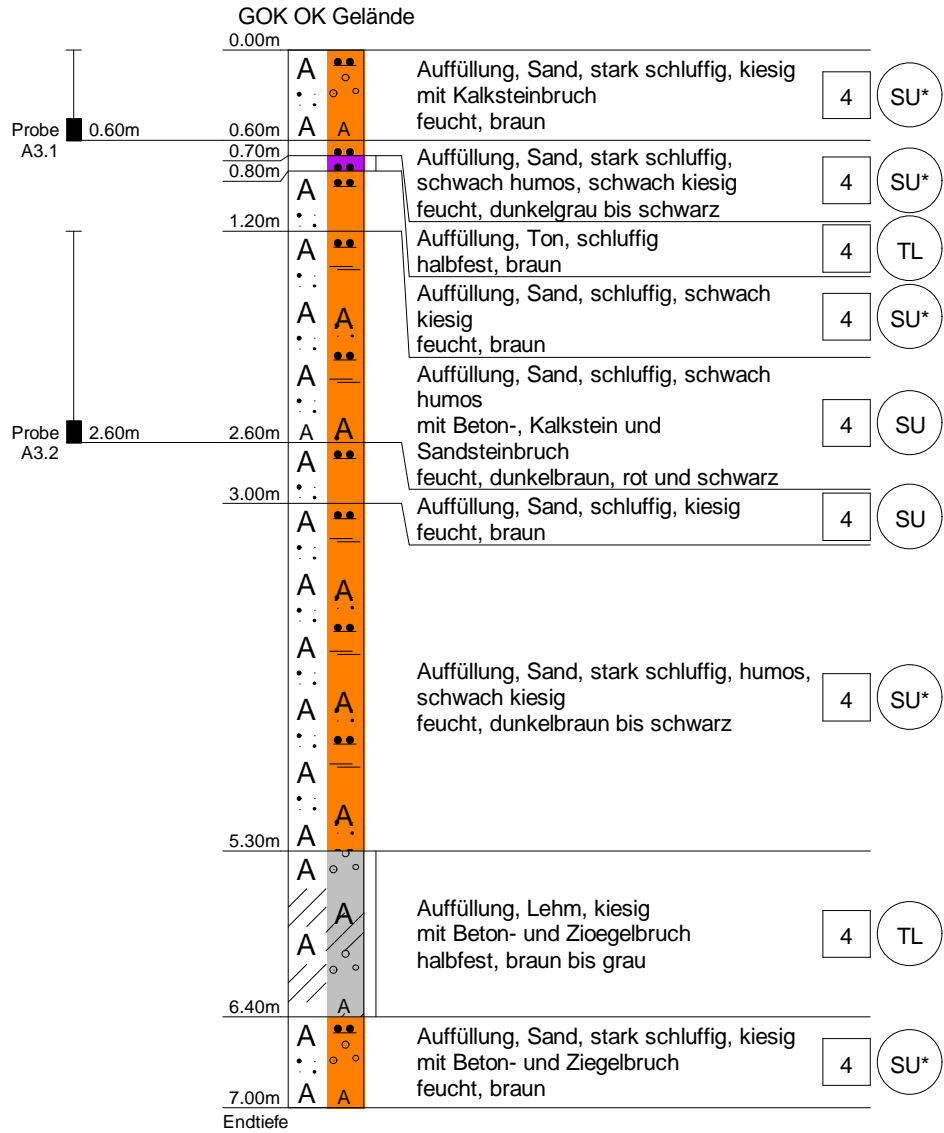 GOK OK Gelände
0.00m
A
Auffüllung, Sand, stark schluffig, kiesig
mit Kalksteinbruch
feucht, braun
4 SU*
Probe 0.60m
A3.1
0.60m
A A
0.70m
Auffüllung, Sand, stark schluffig,
schwach humos, schwach kiesig
feucht, dunkelgrau bis schwarz
4 SU*
0.80m
A
Auffüllung, Ton, schluffig
halbfest, braun
4 TL
1.20m
A
Auffüllung, Sand, schluffig, schwach
kiesig
feucht, braun
4 SU*
A A
A
Auffüllung, Sand, schluffig, schwach
humos
mit Beton-, Kalkstein und
Sandsteinbruch
feucht, dunkelbraun, rot und schwarz
4 SU
Probe 2.60m
A3.2
2.60m
A A
A
3.00m
Auffüllung, Sand, schluffig, kiesig
feucht, braun
4 SU
A
A A
A
A A
A
A A
Auffüllung, Sand, stark schluffig, humos,
schwach kiesig
feucht, dunkelbraun bis schwarz
4 SU*
5.30m
A
A
A
Auffüllung, Lehm, kiesig
mit Beton- und Zioegelbruch
halbfest, braun bis grau
4 TL
6.40m
A
A
Auffüllung, Sand, stark schluffig, kiesig
mit Beton- und Ziegelbruch
feucht, braun
4 SU*
7.00m
A A
Endtiefe